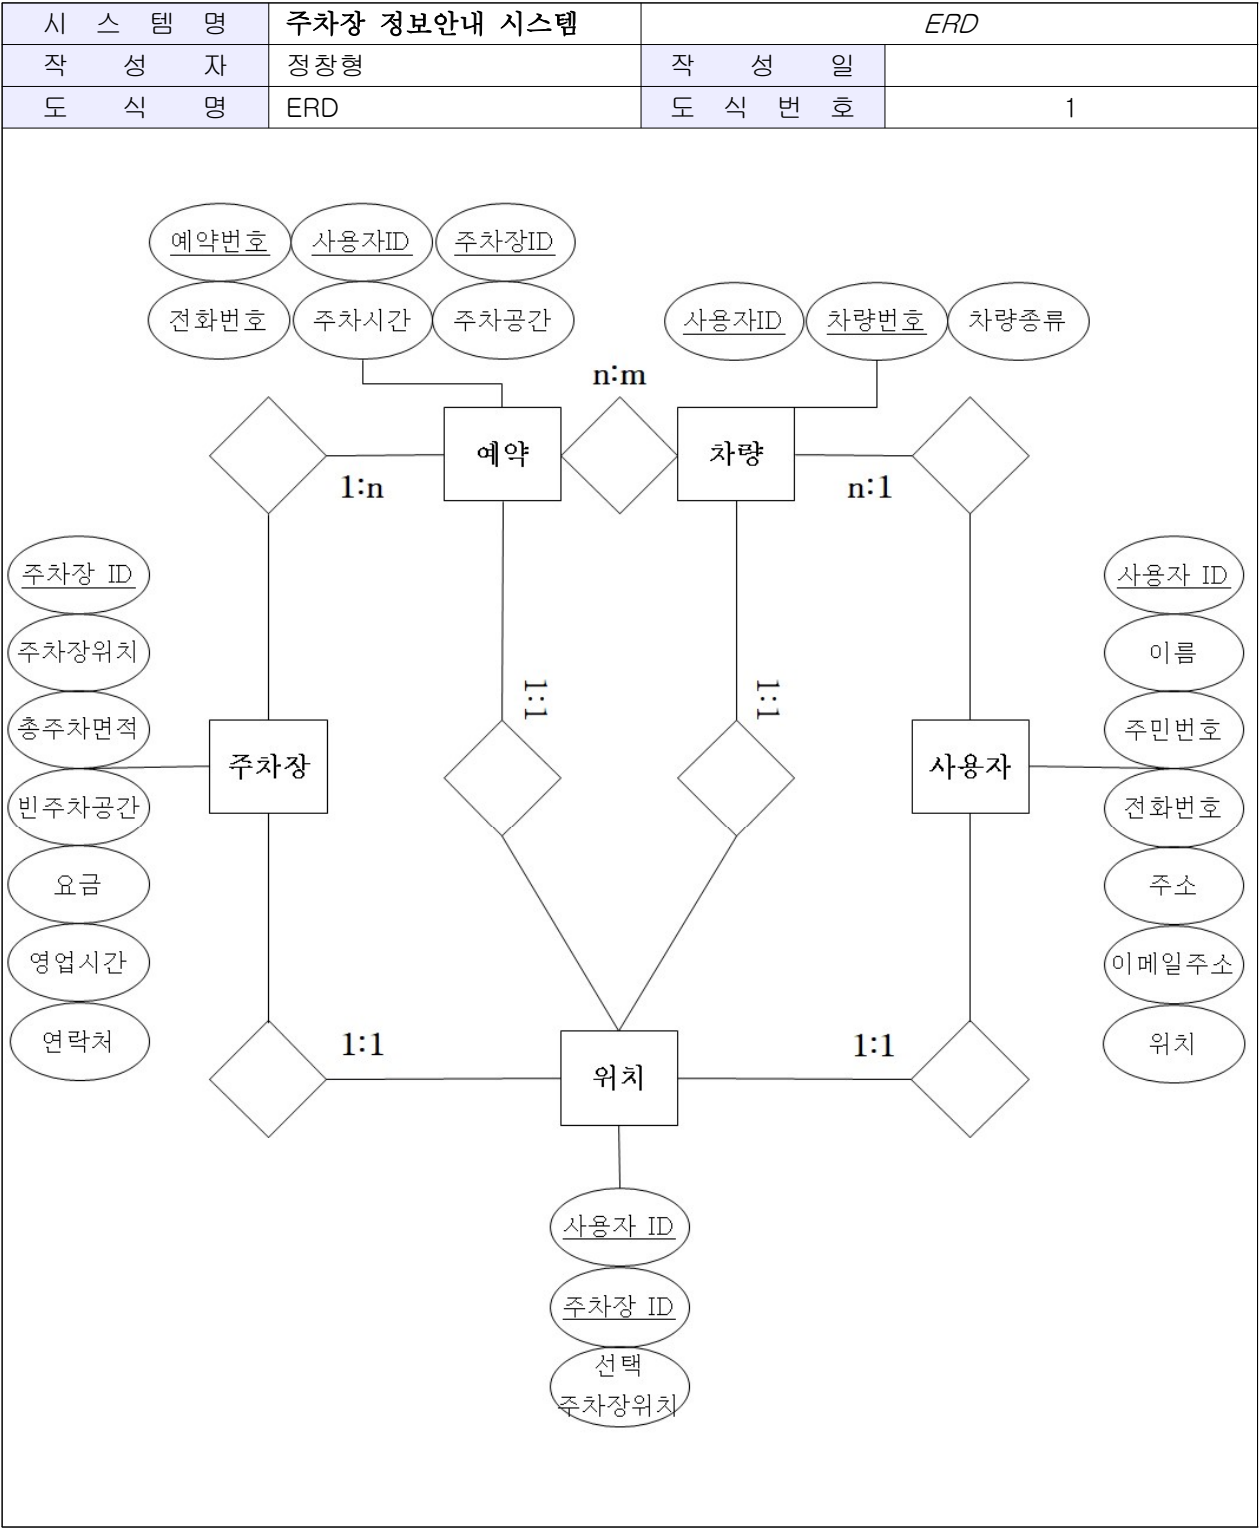 시 스 템 명 주차장 정보안내 시스템 ERD
작 성 자 정창형 작 성 일
도 식 명 ERD 도 식 번 호 1
예약번호 사용자ID 주차장ID
전화번호 주차시간 주차공간
사용자ID 차량번호 차량종류
n:m
예약 차량
1:n n:1
주차장 ID
주차장위치
총주차면적
빈주차공간
요금
영업시간
연락처
사용자 ID
이름
주민번호
전화번호
주소
이메일주소
위치
1:1 1:1
주차장 사용자
1:1 1:1
위치
사용자 ID
주차장 ID
선택
주차장위치